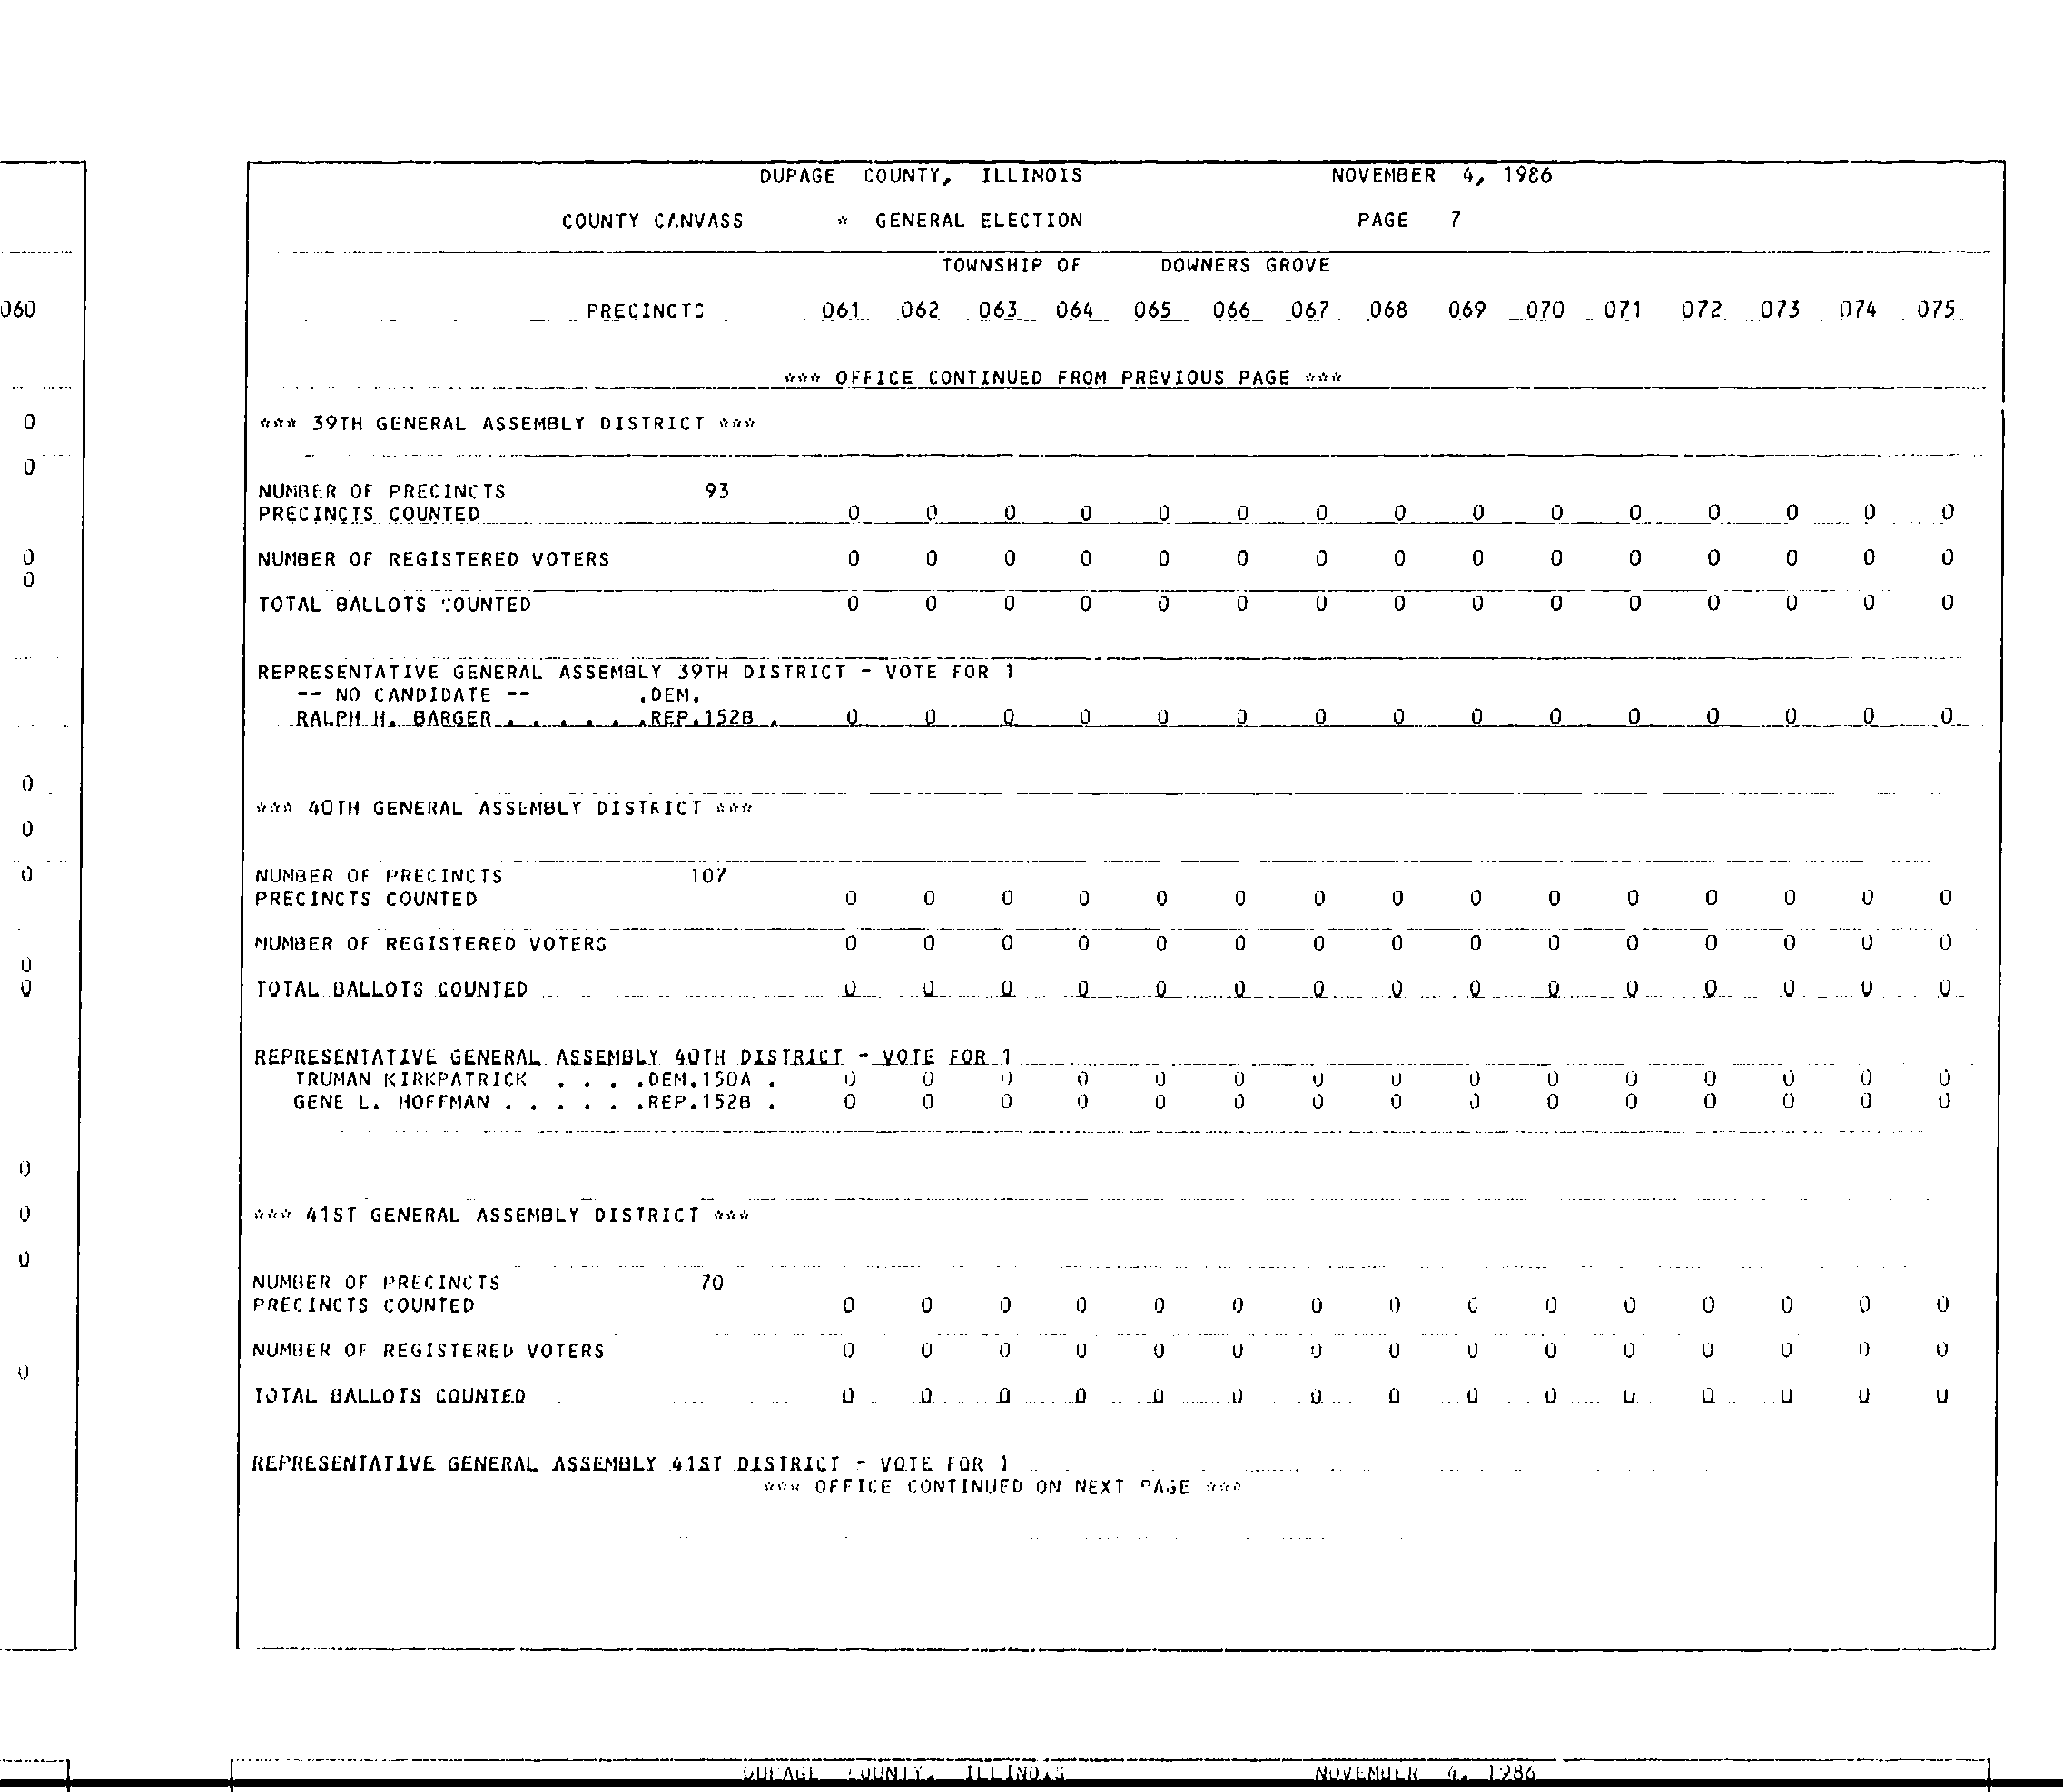 DUPAGE COUNTY, ILLINOIS NOVEMBER 4, 1986
COUNTY CANVASS * GENERAL ELECTION PAGE 7
TOWNSHIP OF DOWNERS GROVE
060
PRECINCTS 061 062 063 064 065 066 067 068 069 070 071 072 073 074 075
*** OFFICE CONTINUED FROM PREVIOUS PAGE ***
0
*** 39TH GENERAL ASSEMBLY DISTRICT ***
0
NUMBER OF PRECINCTS 93
PRECINCTS COUNTED 0 0 0 0 0 0 0 0 0 0 0 0 0 0 0
0
NUMBER OF REGISTERED VOTERS 0 0 0 0 0 0 0 0 0 0 0 0 0 0 0
0
TOTAL BALLOTS COUNTED 0 0 0 0 0 0 0 0 0 0 0 0 0 0 0
REPRESENTATIVE GENERAL ASSEMBLY 39TH DISTRICT - VOTE FOR 1
-- NO CANDIDATE -- .DEM.
RALPH H. BARGER . . . . . .REP.152B . 0 0 0 0 0 0 0 0 0 0 0 0 0 0 0
0
*** 40TH GENERAL ASSEMBLY DISTRICT ***
0
0
NUMBER OF PRECINCTS 107
PRECINCTS COUNTED 0 0 0 0 0 0 0 0 0 0 0 0 0 0 0
NUMBER OF REGISTERED VOTERS 0 0 0 0 0 0 0 0 0 0 0 0 0 0 0
0
0
TOTAL BALLOTS COUNTED 0 0 0 0 0 0 0 0 0 0 0 0 0 0 0
REPRESENTATIVE GENERAL ASSEMBLY 40TH DISTRICT - VOTE FOR 1
TRUMAN KIRKPATRICK . . . .DEM.150A . 0 0 0 0 0 0 0 0 0 0 0 0 0 0 0
GENE L. HOFFMAN . . . . . .REP.152B . 0 0 0 0 0 0 0 0 0 0 0 0 0 0 0
0
0
*** 41ST GENERAL ASSEMBLY DISTRICT ***
0
NUMBER OF PRECINCTS 70
PRECINCTS COUNTED 0 0 0 0 0 0 0 0 0 0 0 0 0 0 0
NUMBER OF REGISTERED VOTERS 0 0 0 0 0 0 0 0 0 0 0 0 0 0 0
0
TOTAL BALLOTS COUNTED 0 0 0 0 0 0 0 0 0 0 0 0 0 0 0
REPRESENTATIVE GENERAL ASSEMBLY 41ST DISTRICT - VOTE FOR 1
*** OFFICE CONTINUED ON NEXT PAGE ***
DUPAGE COUNTY, ILLINOIS NOVEMBER 4, 1986